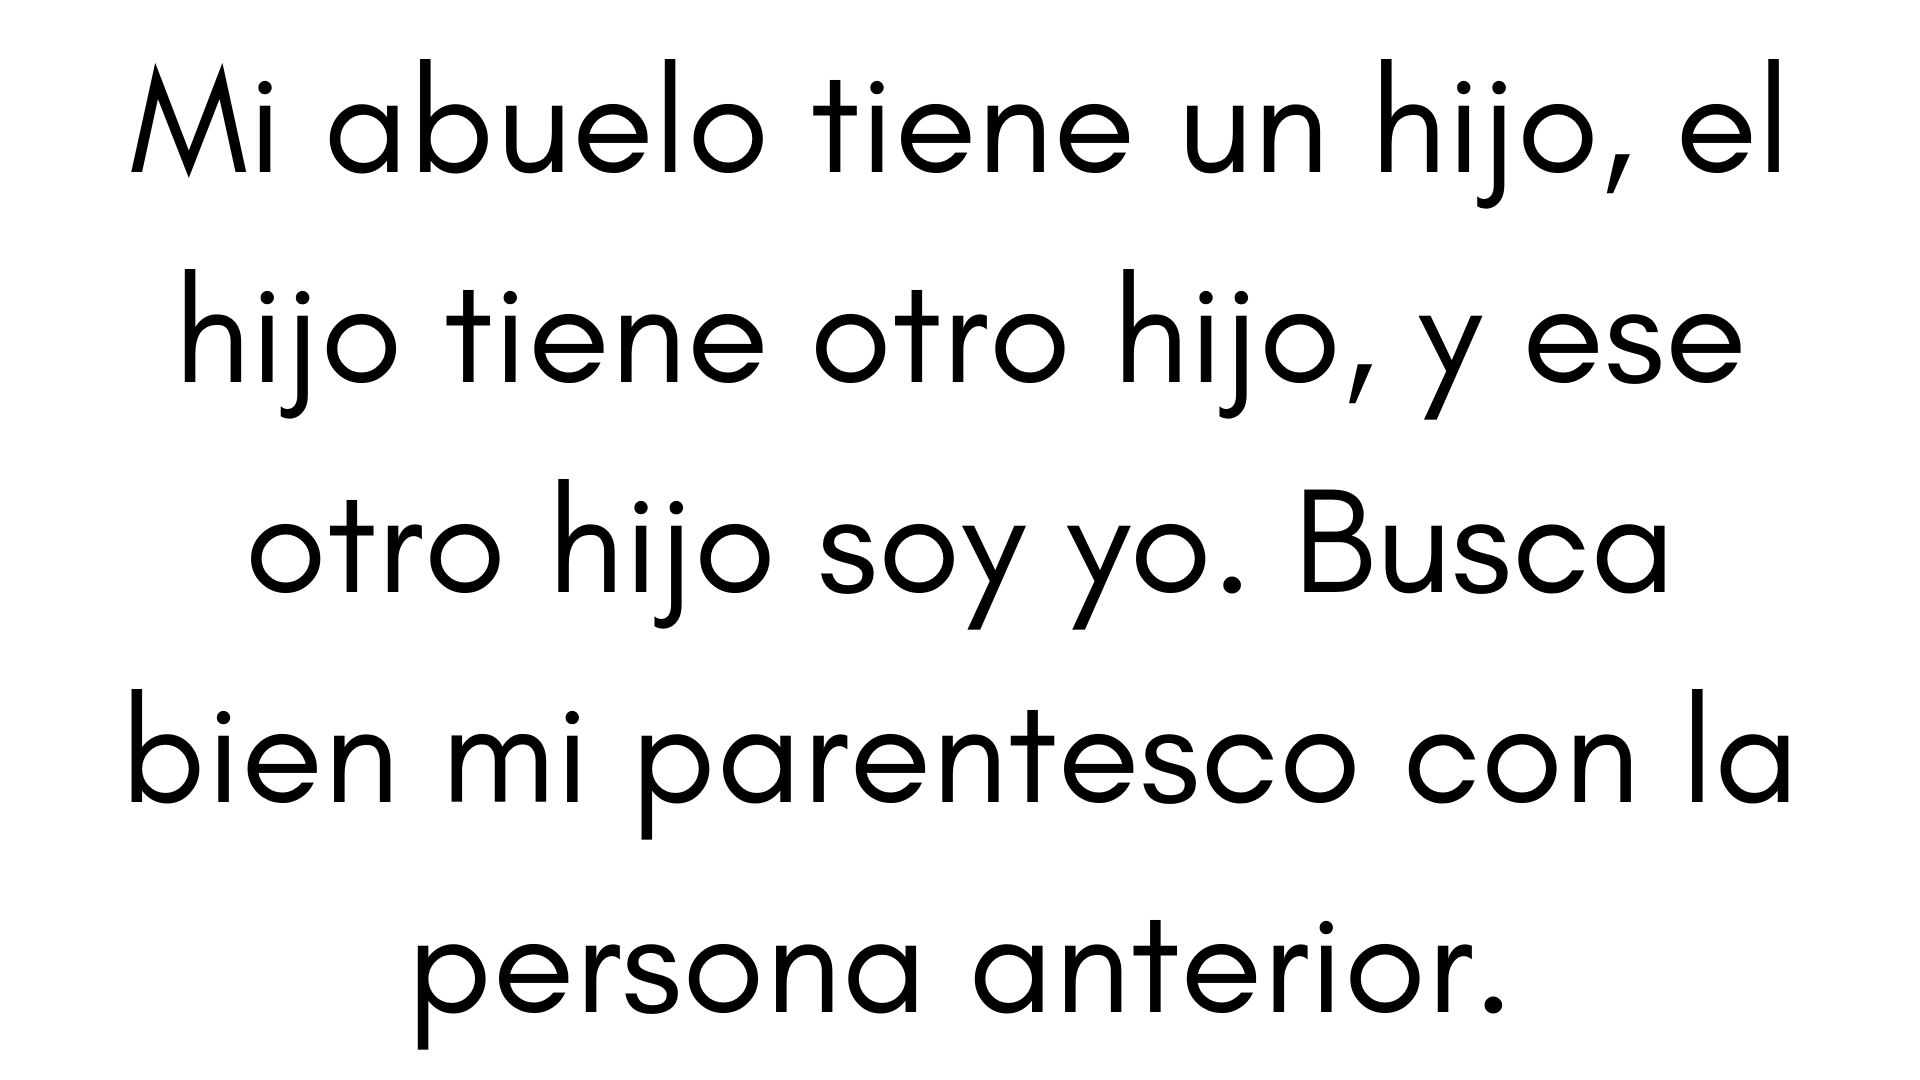 Mi abuelo tiene un hijo, el
hijo tiene otro hijo, y ese
otro hijo soy yo. Busca
bien mi parentesco con la
persona anterior.